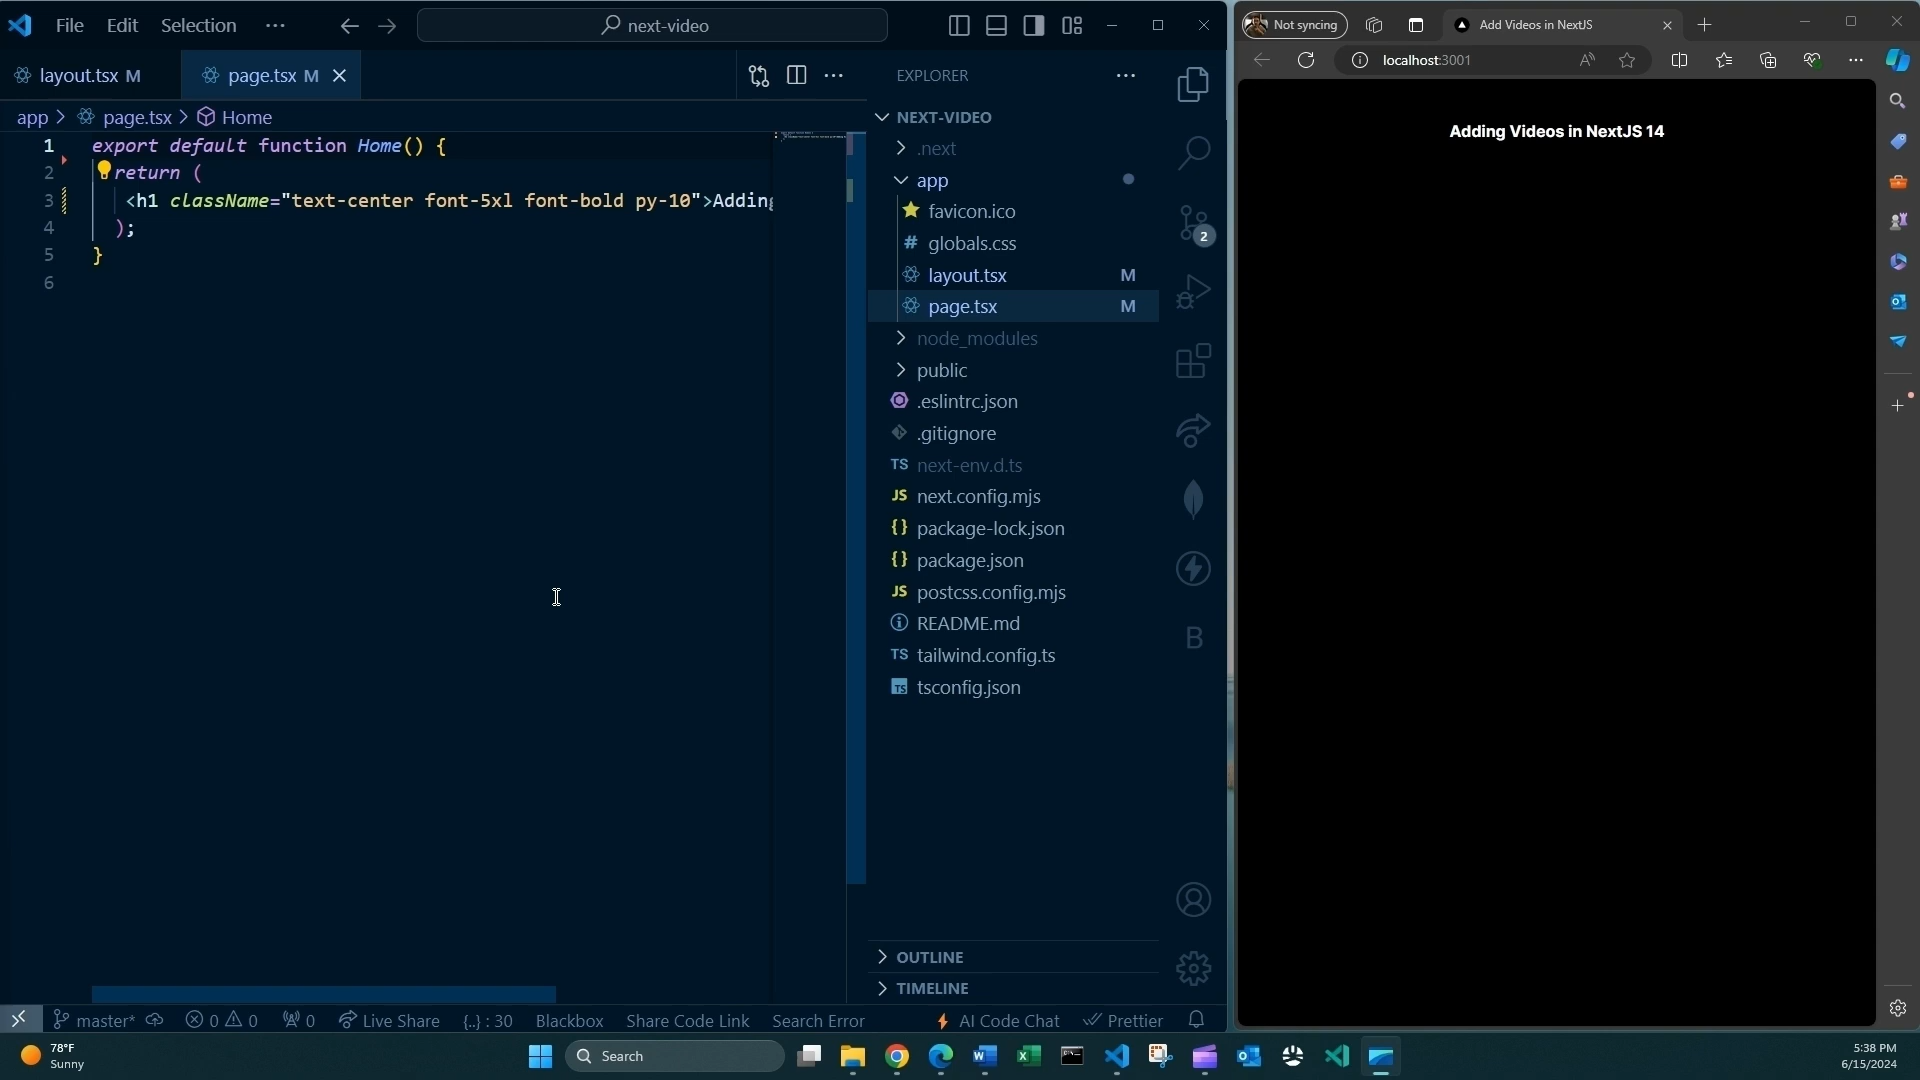 File Edit Selection ···
next-video
layout.tsx M
page.tsx M
app > page.tsx > Home
1 export default function Home() {
2 return (
3 <h1 className="text-center font-5xl font-bold py-10">Adding
4 );
5 }
6
EXPLORER
NEXT-VIDEO
.next
app
favicon.ico
# globals.css
layout.tsx M
page.tsx M
node_modules
public
.eslintrc.json
.gitignore
TS next-env.d.ts
JS next.config.mjs
{ } package-lock.json
{ } package.json
JS postcss.config.mjs
README.md
TS tailwind.config.ts
TS tsconfig.json
OUTLINE
TIMELINE
2
B
master* 0 0 0 Live Share {..} : 30 Blackbox Share Code Link Search Error AI Code Chat Prettier
Not syncing
Add Videos in NextJS
localhost:3001
Adding Videos in NextJS 14
78°F
Sunny
Search
5:38 PM
6/15/2024